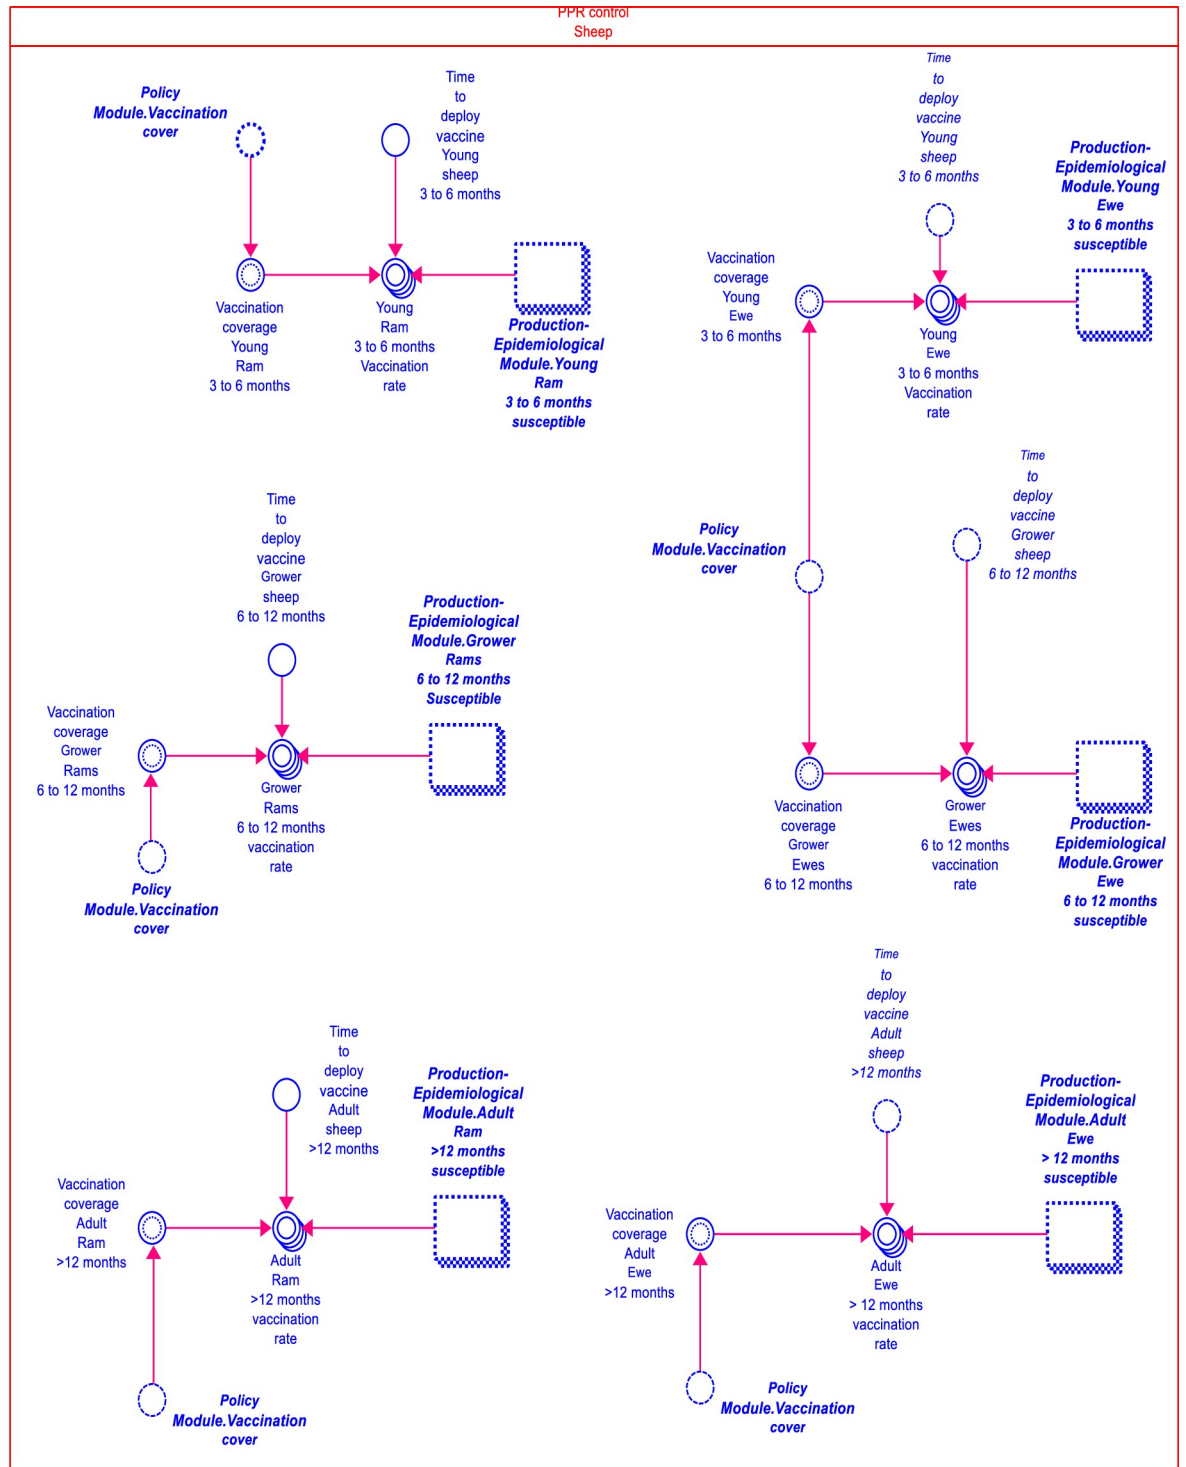 PPR control
Sheep
Policy
Module.Vaccination
cover
Time
to
deploy
vaccine
Young
sheep
3 to 6 months
Vaccination
coverage
Young
Ram
3 to 6 months
Young
Ram
3 to 6 months
Vaccination
rate
Production-
Epidemiological
Module.Young
Ram
3 to 6 months
susceptible
Time
to
deploy
vaccine
Young
sheep
3 to 6 months
Production-
Epidemiological
Module.Young
Ewe
3 to 6 months
susceptible
Vaccination
coverage
Young
Ewe
3 to 6 months
Young
Ewe
3 to 6 months
Vaccination
rate
Time
to
deploy
vaccine
Grower
sheep
6 to 12 months
Policy
Module.Vaccination
cover
Time
to
deploy
vaccine
Grower
sheep
6 to 12 months
Production-
Epidemiological
Module.Grower
Rams
6 to 12 months
Susceptible
Vaccination
coverage
Grower
Rams
6 to 12 months
Grower
Rams
6 to 12 months
vaccination
rate
Policy
Module.Vaccination
cover
Vaccination
coverage
Grower
Ewes
6 to 12 months
Grower
Ewes
6 to 12 months
vaccination
rate
Production-
Epidemiological
Module.Grower
Ewe
6 to 12 months
susceptible
Time
to
deploy
vaccine
Adult
sheep
>12 months
Production-
Epidemiological
Module.Adult
Ram
>12 months
susceptible
Vaccination
coverage
Adult
Ram
>12 months
Adult
Ram
>12 months
vaccination
rate
Policy
Module.Vaccination
cover
Time
to
deploy
vaccine
Adult
sheep
>12 months
Production-
Epidemiological
Module.Adult
Ewe
> 12 months
susceptible
Vaccination
coverage
Adult
Ewe
>12 months
Adult
Ewe
> 12 months
vaccination
rate
Policy
Module.Vaccination
cover